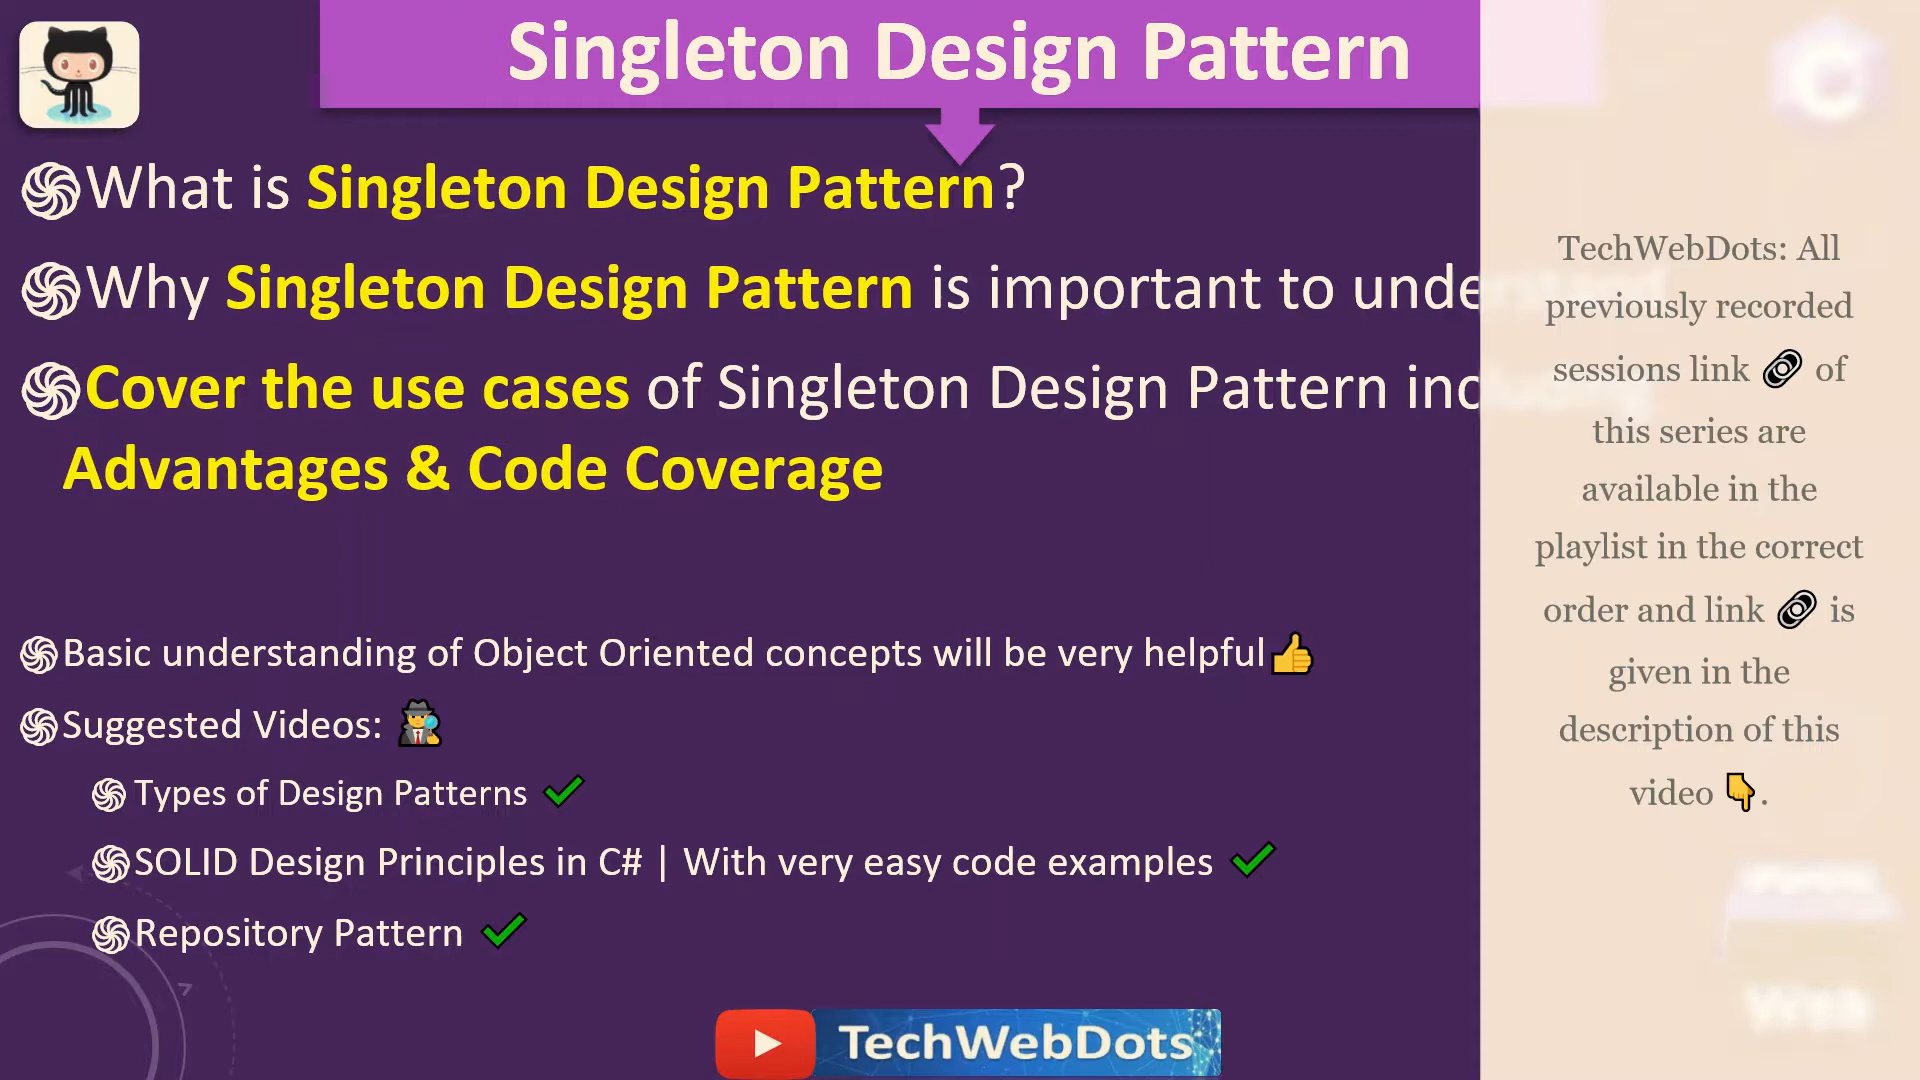 Singleton Design Pattern
What is Singleton Design Pattern?
Why Singleton Design Pattern is important to understand
Cover the use cases of Singleton Design Pattern including
Advantages & Code Coverage
Basic understanding of Object Oriented concepts will be very helpful👍
Suggested Videos:
Types of Design Patterns ✔
SOLID Design Principles in C# | With very easy code examples ✔
Repository Pattern ✔
TechWebDots
TechWebDots: All
previously recorded
sessions link 🔗 of
this series are
available in the
playlist in the correct
order and link 🔗 is
given in the
description of this
video 👇.
C
Web